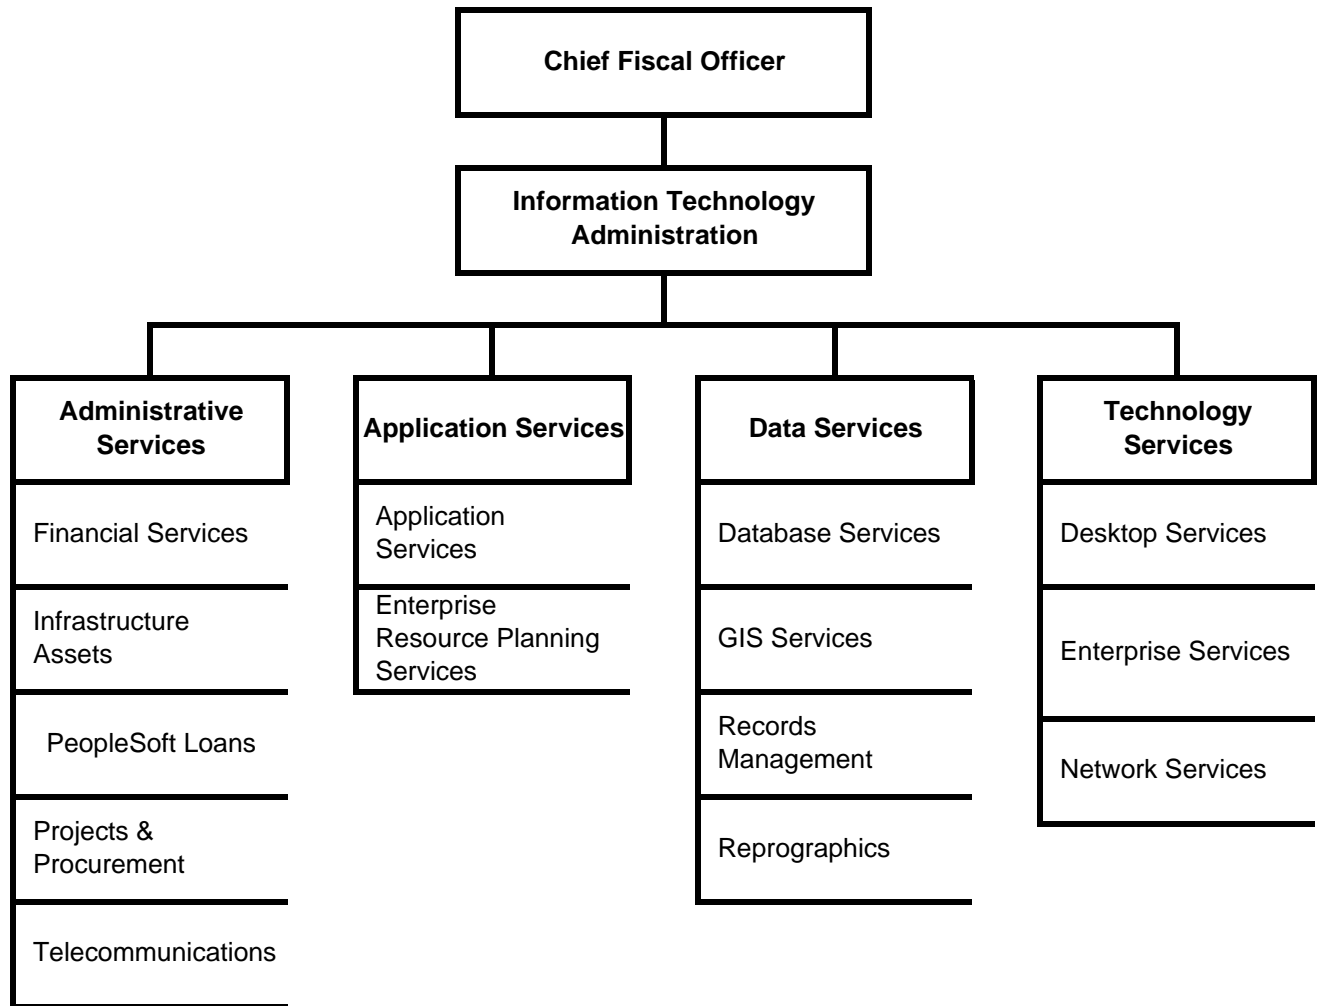 Chief Fiscal Officer
Information Technology
Administration
Administrative
Services
Financial Services
Infrastructure
Assets
PeopleSoft Loans
Projects &
Procurement
Telecommunications
Application Services
Application
Services
Enterprise
Resource Planning
Services
Data Services
Database Services
GIS Services
Records
Management
Reprographics
Technology
Services
Desktop Services
Enterprise Services
Network Services